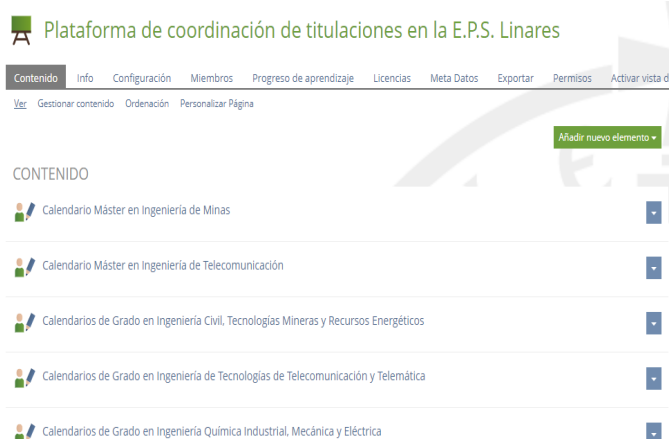 Plataforma de coordinación de titulaciones en la E.P.S. Linares
Contenido Info Configuración Miembros Progreso de aprendizaje Licencias Meta Datos Exportar Permisos Activar vista d
Ver Gestionar contenido Ordenación Personalizar Página
Añadir nuevo elemento
CONTENIDO
Calendario Máster en Ingeniería de Minas
Calendario Máster en Ingeniería de Telecomunicación
Calendarios de Grado en Ingeniería Civil, Tecnologías Mineras y Recursos Energéticos
Calendarios de Grado en Ingeniería de Tecnologías de Telecomunicación y Telemática
Calendarios de Grado en Ingeniería Química Industrial, Mecánica y Eléctrica